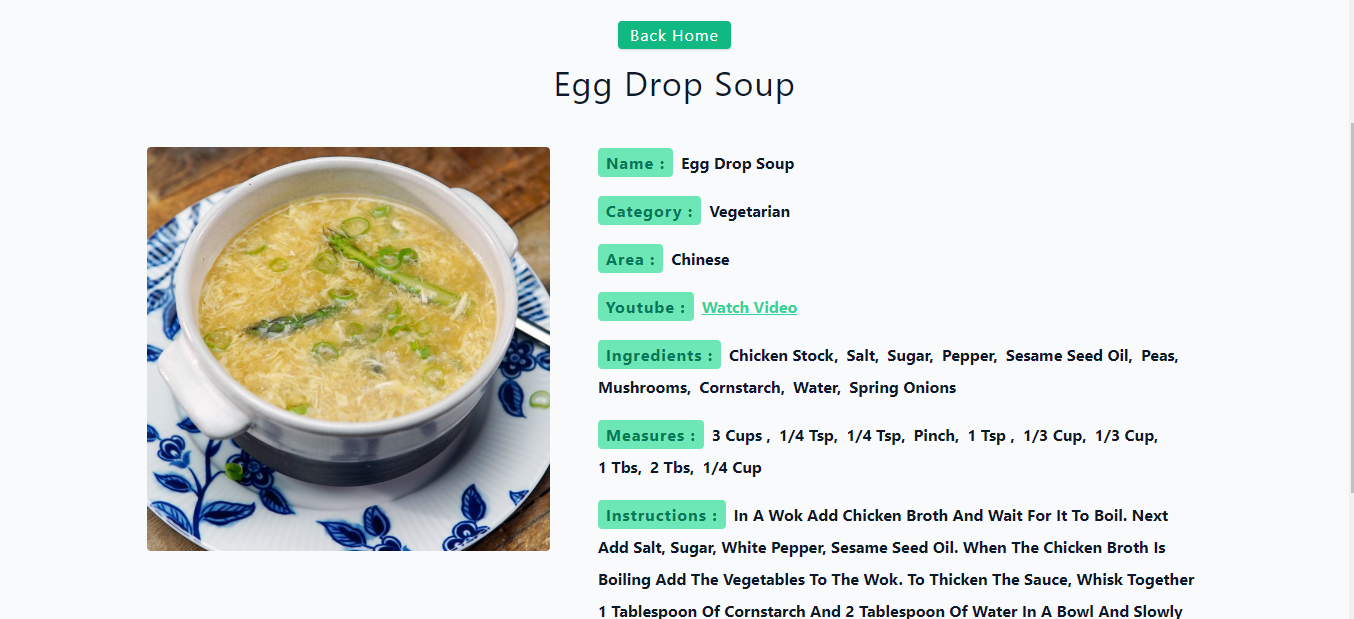 Back Home
Egg Drop Soup
Name : Egg Drop Soup
Category : Vegetarian
Area : Chinese
Youtube : Watch Video
Ingredients : Chicken Stock, Salt, Sugar, Pepper, Sesame Seed Oil, Peas,
Mushrooms, Cornstarch, Water, Spring Onions
Measures : 3 Cups , 1/4 Tsp, 1/4 Tsp, Pinch, 1 Tsp , 1/3 Cup, 1/3 Cup,
1 Tbs, 2 Tbs, 1/4 Cup
Instructions : In A Wok Add Chicken Broth And Wait For It To Boil. Next
Add Salt, Sugar, White Pepper, Sesame Seed Oil. When The Chicken Broth Is
Boiling Add The Vegetables To The Wok. To Thicken The Sauce, Whisk Together
1 Tablespoon Of Cornstarch And 2 Tablespoon Of Water In A Bowl And Slowly